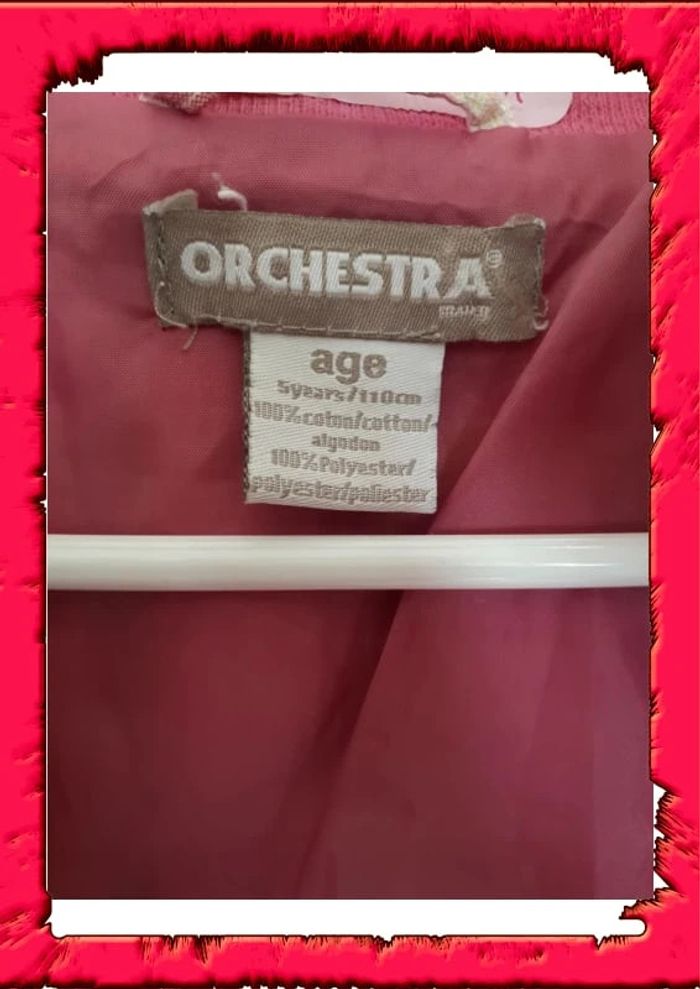 ORCHESTRA®
age
5years/110cm
100%coton/cotton/
algodon
100%Polyester/
polyester/poliester